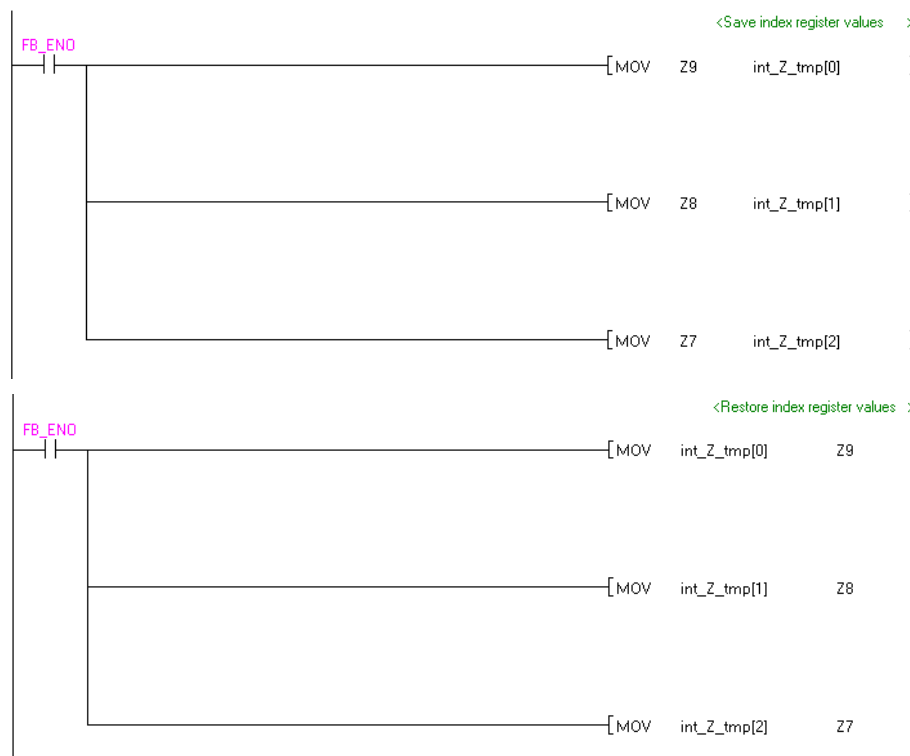 <Save index register values >
FB_ENO
MOV Z9 int_Z_tmp[0]
MOV Z8 int_Z_tmp[1]
MOV Z7 int_Z_tmp[2]
<Restore index register values >
FB_ENO
MOV int_Z_tmp[0] Z9
MOV int_Z_tmp[1] Z8
MOV int_Z_tmp[2] Z7